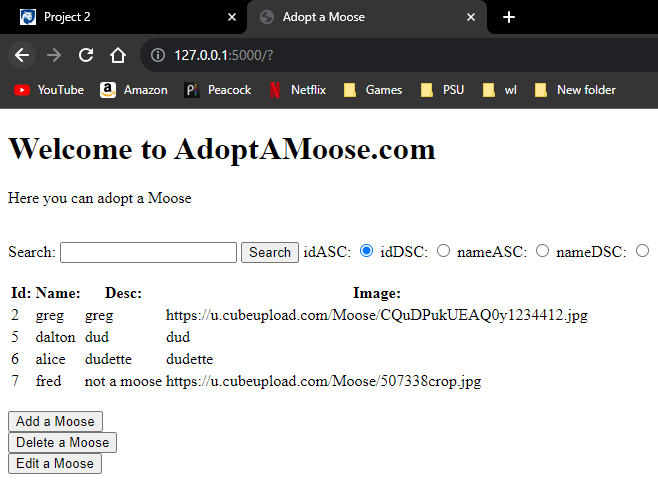 Project 2
Adopt a Moose
127.0.0.1:5000/?
YouTube Amazon Peacock Netflix Games PSU wl New folder
Welcome to AdoptAMoose.com
Here you can adopt a Moose
Search: Search idASC: idDSC: nameASC: nameDSC:
Id: Name: Desc: Image:
2 greg greg https://u.cubeupload.com/Moose/CQuDPukUEAQ0y1234412.jpg
5 dalton dud dud
6 alice dudette dudette
7 fred not a moose https://u.cubeupload.com/Moose/507338crop.jpg
Add a Moose
Delete a Moose
Edit a Moose